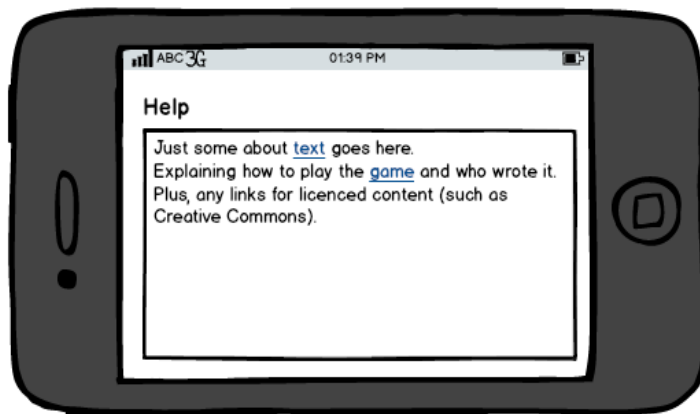 ABC 3G 01:39 PM
Help
Just some about text goes here.
Explaining how to play the game and who wrote it.
Plus, any links for licenced content (such as
Creative Commons).